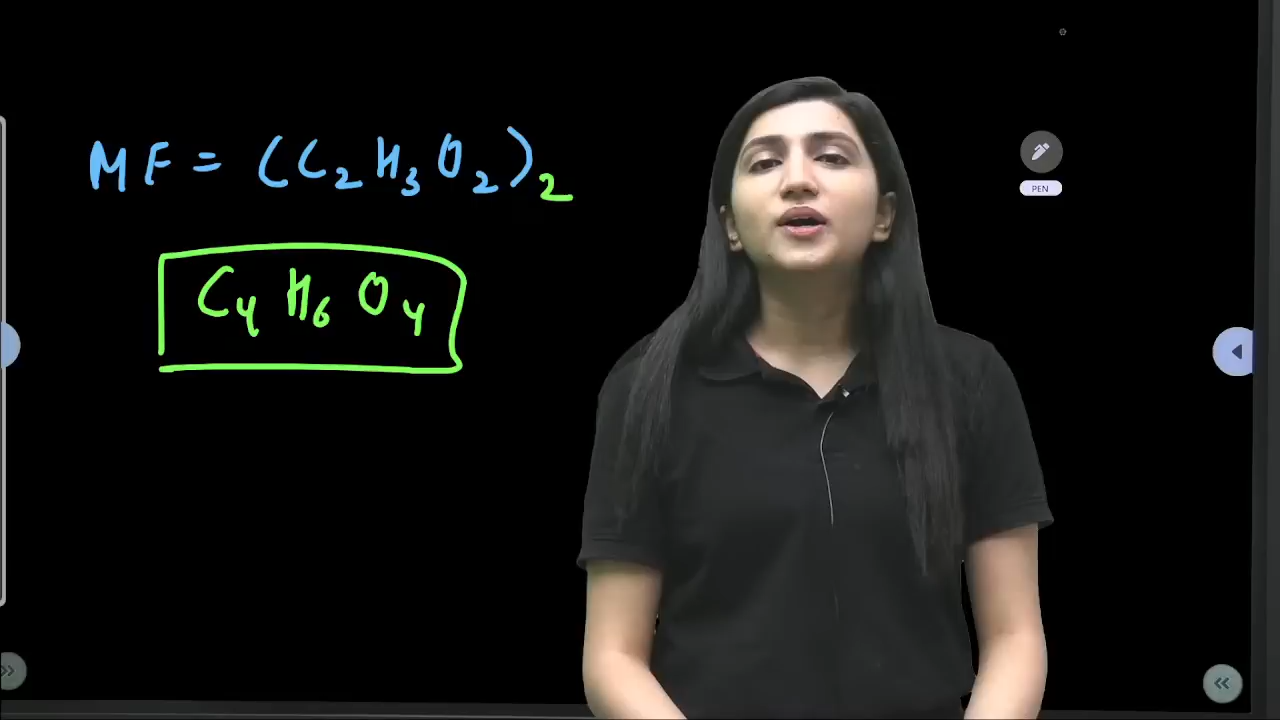 MF = (C₂H₃O₂)₂
C₄H₆O₄
PEN